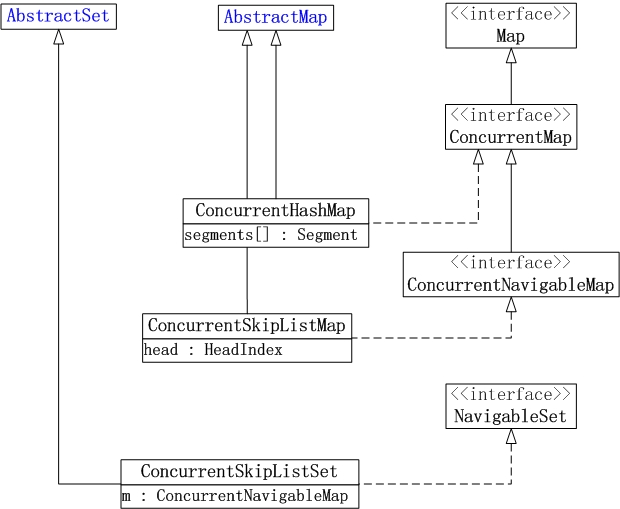 AbstractSet
AbstractMap
<<interface>>
Map
<<interface>>
ConcurrentMap
ConcurrentHashMap
segments[] : Segment
<<interface>>
ConcurrentNavigableMap
ConcurrentSkipListMap
head : HeadIndex
<<interface>>
NavigableSet
ConcurrentSkipListSet
m : ConcurrentNavigableMap